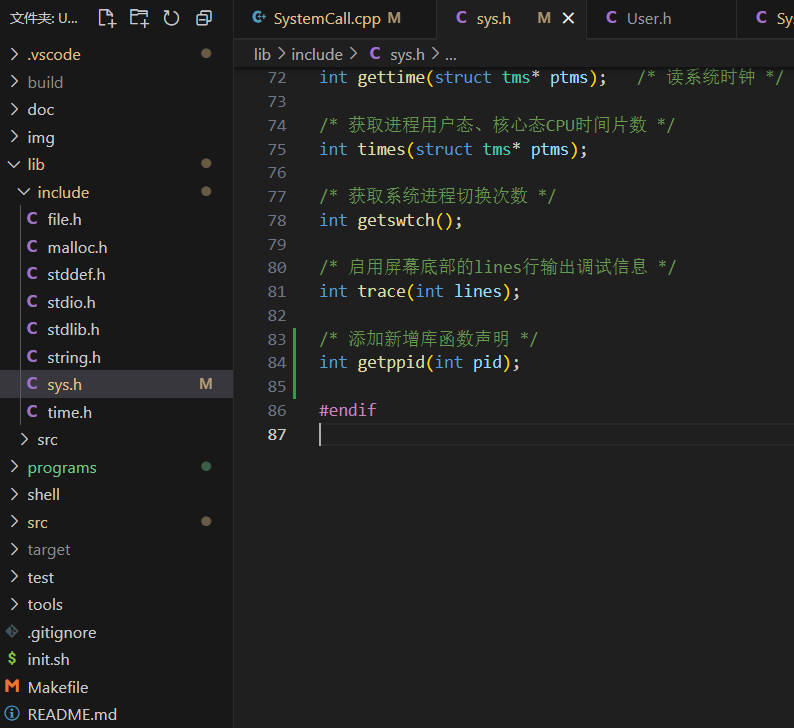 文件夹: U...
SystemCall.cpp M
sys.h M
User.h
Sy
lib > include > sys.h > ...
.vscode
build
doc
img
lib
include
file.h
malloc.h
stddef.h
stdio.h
stdlib.h
string.h
sys.h M
time.h
src
programs
shell
src
target
test
tools
.gitignore
init.sh
Makefile
README.md
72 int gettime(struct tms* ptms); /* 读系统时钟 */
73
74 /* 获取进程用户态、核心态CPU时间片数 */
75 int times(struct tms* ptms);
76
77 /* 获取系统进程切换次数 */
78 int getswtch();
79
80 /* 启用屏幕底部的lines行输出调试信息 */
81 int trace(int lines);
82
83 /* 添加新增库函数声明 */
84 int getppid(int pid);
85
86 #endif
87